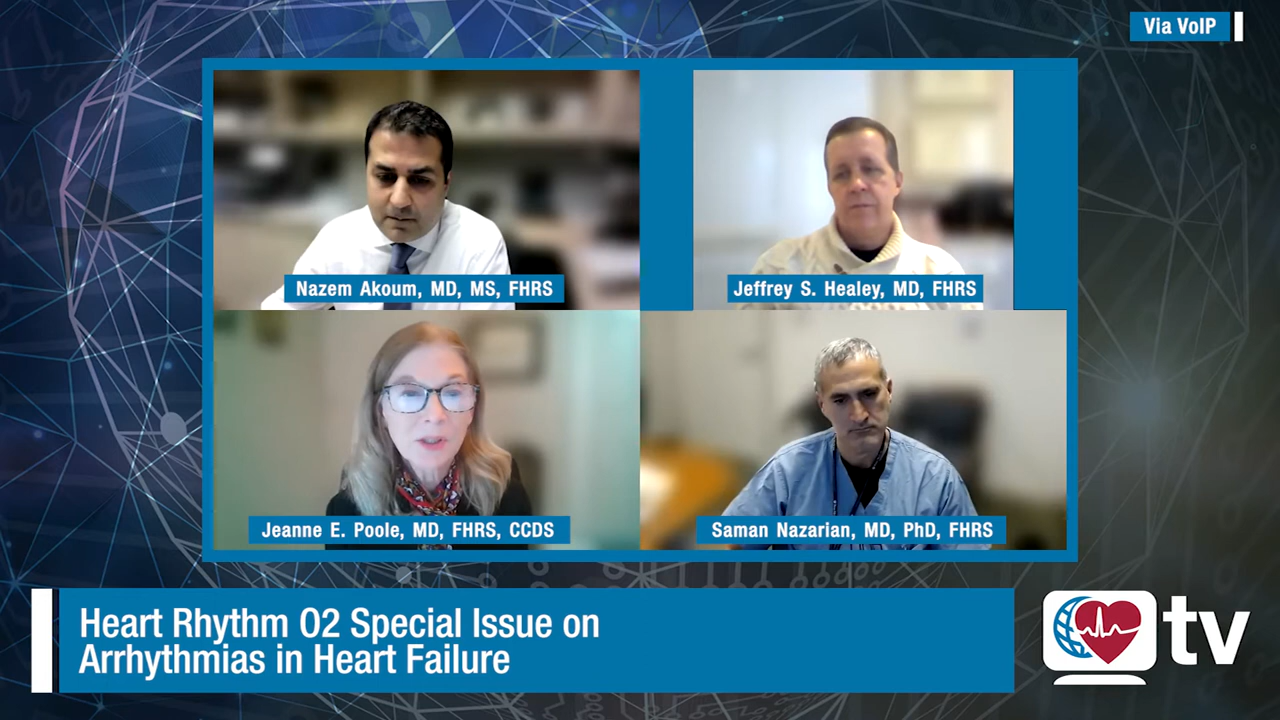 Via VoIP
Nazem Akoum, MD, MS, FHRS
Jeffrey S. Healey, MD, FHRS
Jeanne E. Poole, MD, FHRS, CCDS
Saman Nazarian, MD, PhD, FHRS
Heart Rhythm O2 Special Issue on
Arrhythmias in Heart Failure
tv